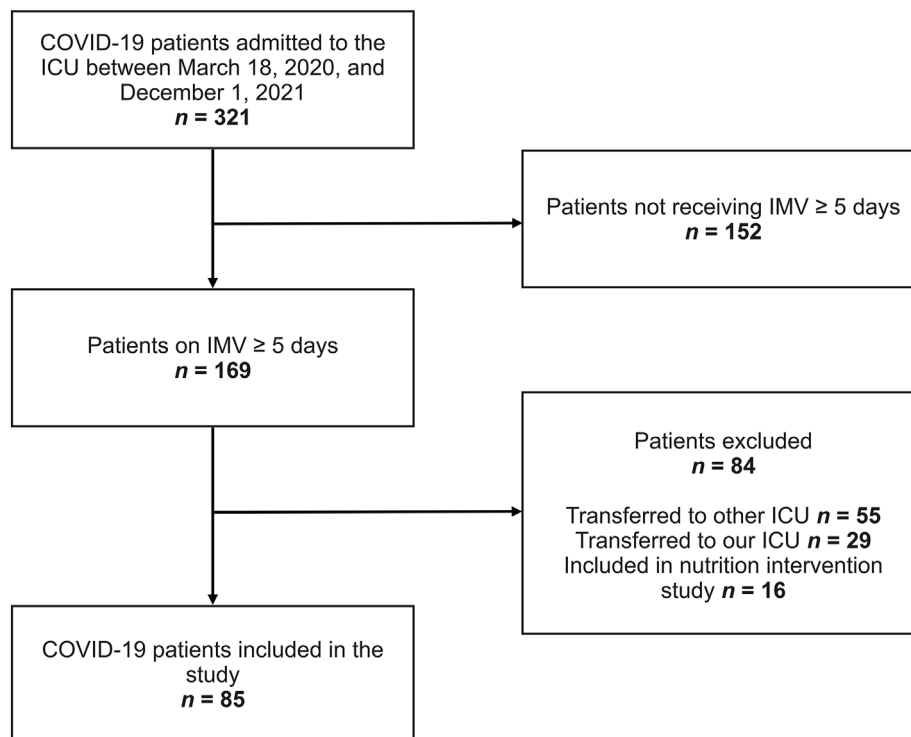 COVID-19 patients admitted to the
ICU between March 18, 2020, and
December 1, 2021
n = 321
Patients not receiving IMV ≥ 5 days
n = 152
Patients on IMV ≥ 5 days
n = 169
Patients excluded
n = 84
Transferred to other ICU n = 55
Transferred to our ICU n = 29
Included in nutrition intervention
study n = 16
COVID-19 patients included in the
study
n = 85